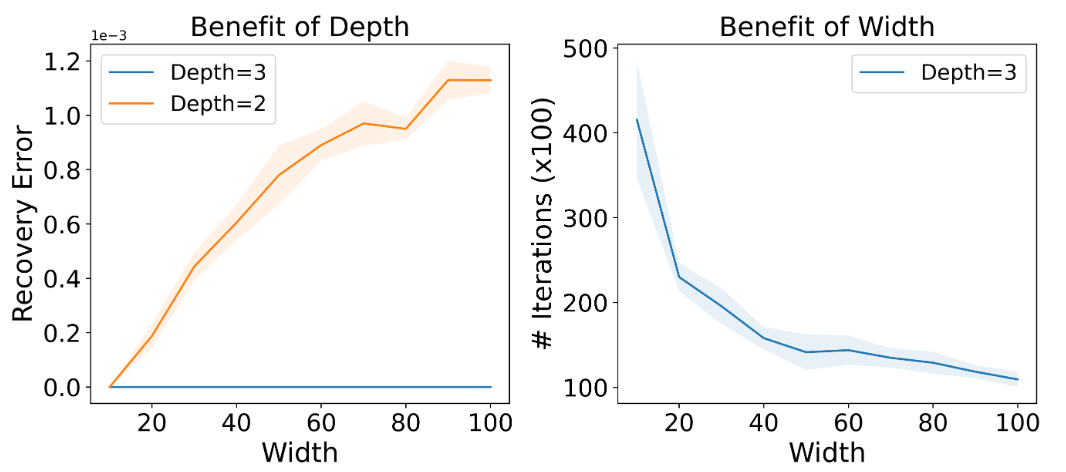 Benefit of Depth
1e−3
Depth=3
Depth=2
1.2
1.0
0.8
0.6
0.4
0.2
0.0
Recovery Error
20 40 60 80 100
Width
Benefit of Width
Depth=3
500
400
300
200
100
# Iterations (x100)
20 40 60 80 100
Width